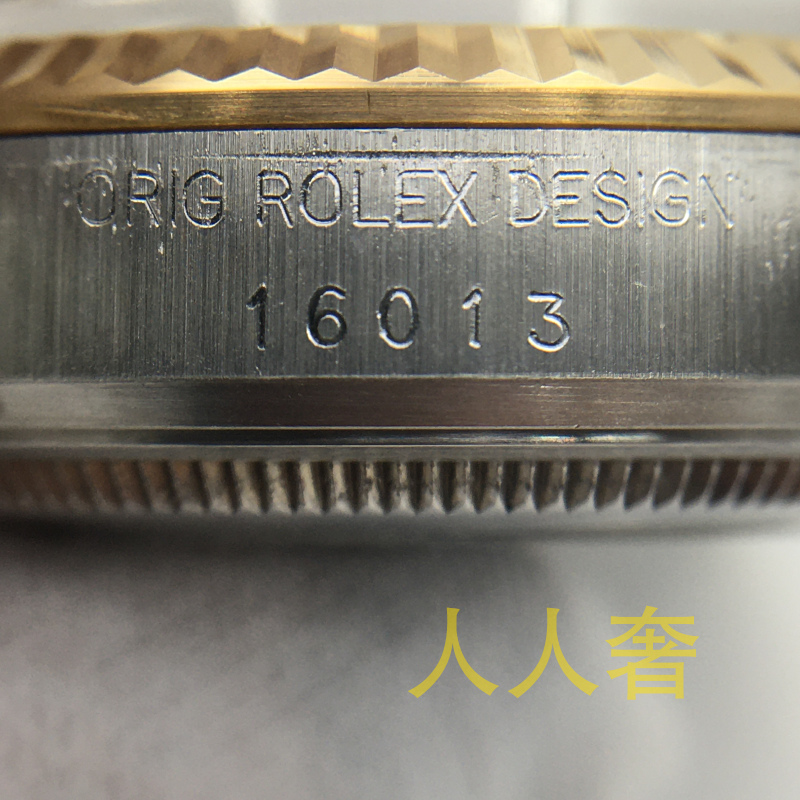 ORIG ROLEX DESIGN
16013
人人奢